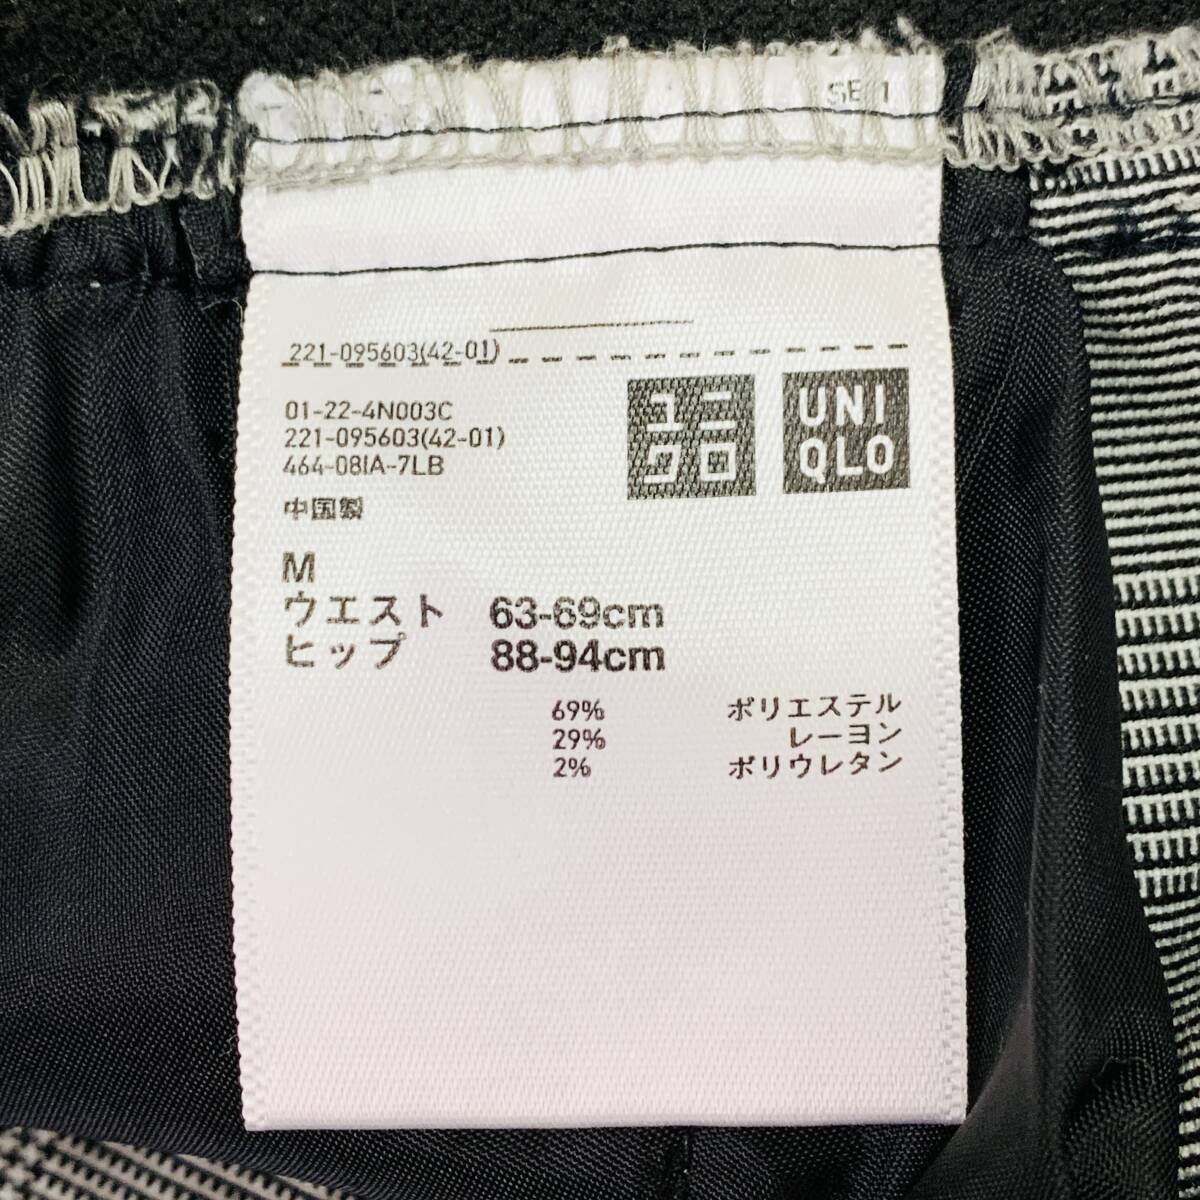 SE 1
221-095603(42-01)
01-22-4N003C
221-095603(42-01)
464-08IA-7LB
中国製
ユニ
クロ
UNI
QLO
M
ウエスト 63-69cm
ヒップ 88-94cm
69% ポリエステル
29% レーヨン
2% ポリウレタン